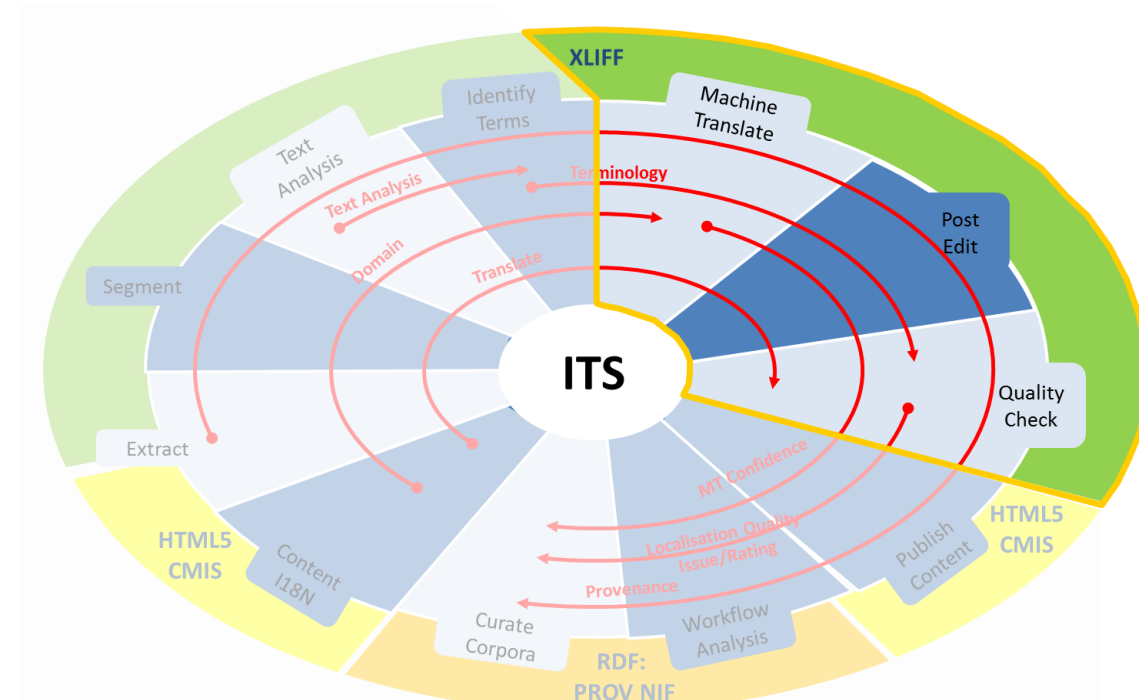 XLIFF
Identify
Terms
Machine
Translate
Text
Analysis
Text Analysis
Terminology
Post
Edit
Domain
Translate
Segment
ITS
Quality
Check
Extract
MT Confidence
HTML5
CMIS
Content
I18N
Localisation Quality
Issue/Rating
Provenance
Publish
Content
HTML5
CMIS
Curate
Corpora
Workflow
Analysis
RDF:
PROV NIF